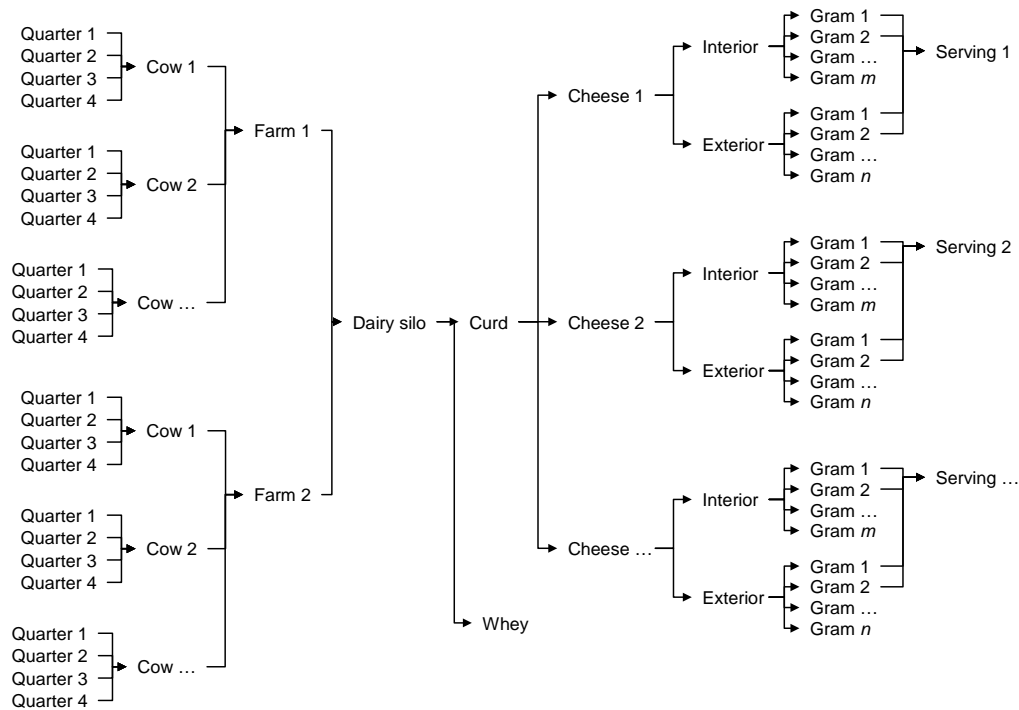 Quarter 1
Quarter 2
Quarter 3
Quarter 4
Cow 1
Quarter 1
Quarter 2
Quarter 3
Quarter 4
Cow 2
Quarter 1
Quarter 2
Quarter 3
Quarter 4
Cow …
Farm 1
Quarter 1
Quarter 2
Quarter 3
Quarter 4
Cow 1
Quarter 1
Quarter 2
Quarter 3
Quarter 4
Cow 2
Quarter 1
Quarter 2
Quarter 3
Quarter 4
Cow …
Farm 2
Dairy silo
Curd
Whey
Cheese 1
Interior
Gram 1
Gram 2
Gram …
Gram m
Exterior
Gram 1
Gram 2
Gram …
Gram n
Serving 1
Cheese 2
Interior
Gram 1
Gram 2
Gram …
Gram m
Exterior
Gram 1
Gram 2
Gram …
Gram n
Serving 2
Cheese …
Interior
Gram 1
Gram 2
Gram …
Gram m
Exterior
Gram 1
Gram 2
Gram …
Gram n
Serving …